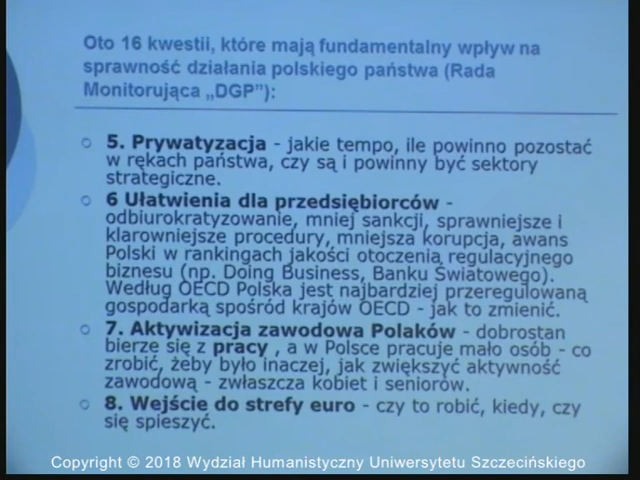 Oto 16 kwestii, które mają fundamentalny wpływ na
sprawność działania polskiego państwa (Rada
Monitorująca „DGP”):
5. Prywatyzacja - jakie tempo, ile powinno pozostać
w rękach państwa, czy są i powinny być sektory
strategiczne.
6 Ułatwienia dla przedsiębiorców -
odbiurokratyzowanie, mniej sankcji, sprawniejsze i
klarowniejsze procedury, mniejsza korupcja, awans
Polski w rankingach jakości otoczenia regulacyjnego
biznesu (np. Doing Business, Banku Światowego).
Według OECD Polska jest najbardziej przeregulowaną
gospodarką spośród krajów OECD - jak to zmienić.
7. Aktywizacja zawodowa Polaków - dobrostan
bierze się z pracy , a w Polsce pracuje mało osób - co
zrobić, żeby było inaczej, jak zwiększyć aktywność
zawodową - zwłaszcza kobiet i seniorów.
8. Wejście do strefy euro - czy to robić, kiedy, czy
się spieszyć.
Copyright © 2018 Wydział Humanistyczny Uniwersytetu Szczecińskiego